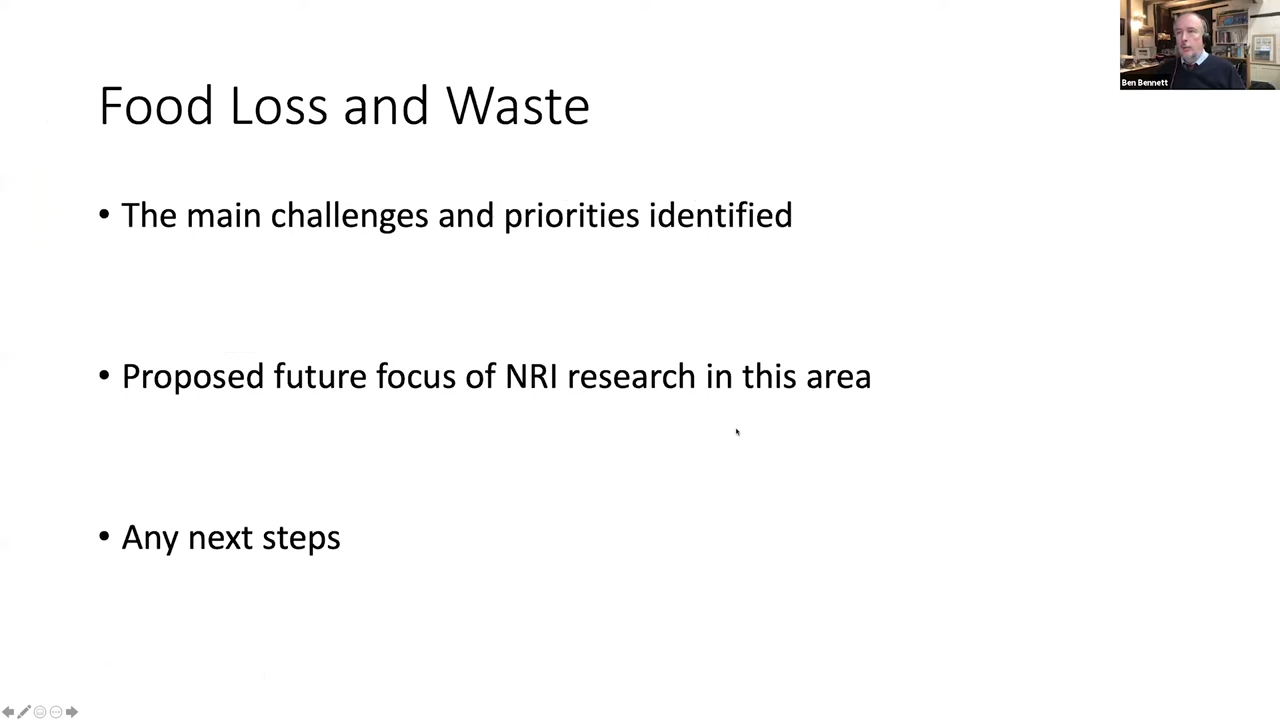 Ben Bennett
Food Loss and Waste
• The main challenges and priorities identified
• Proposed future focus of NRI research in this area
• Any next steps